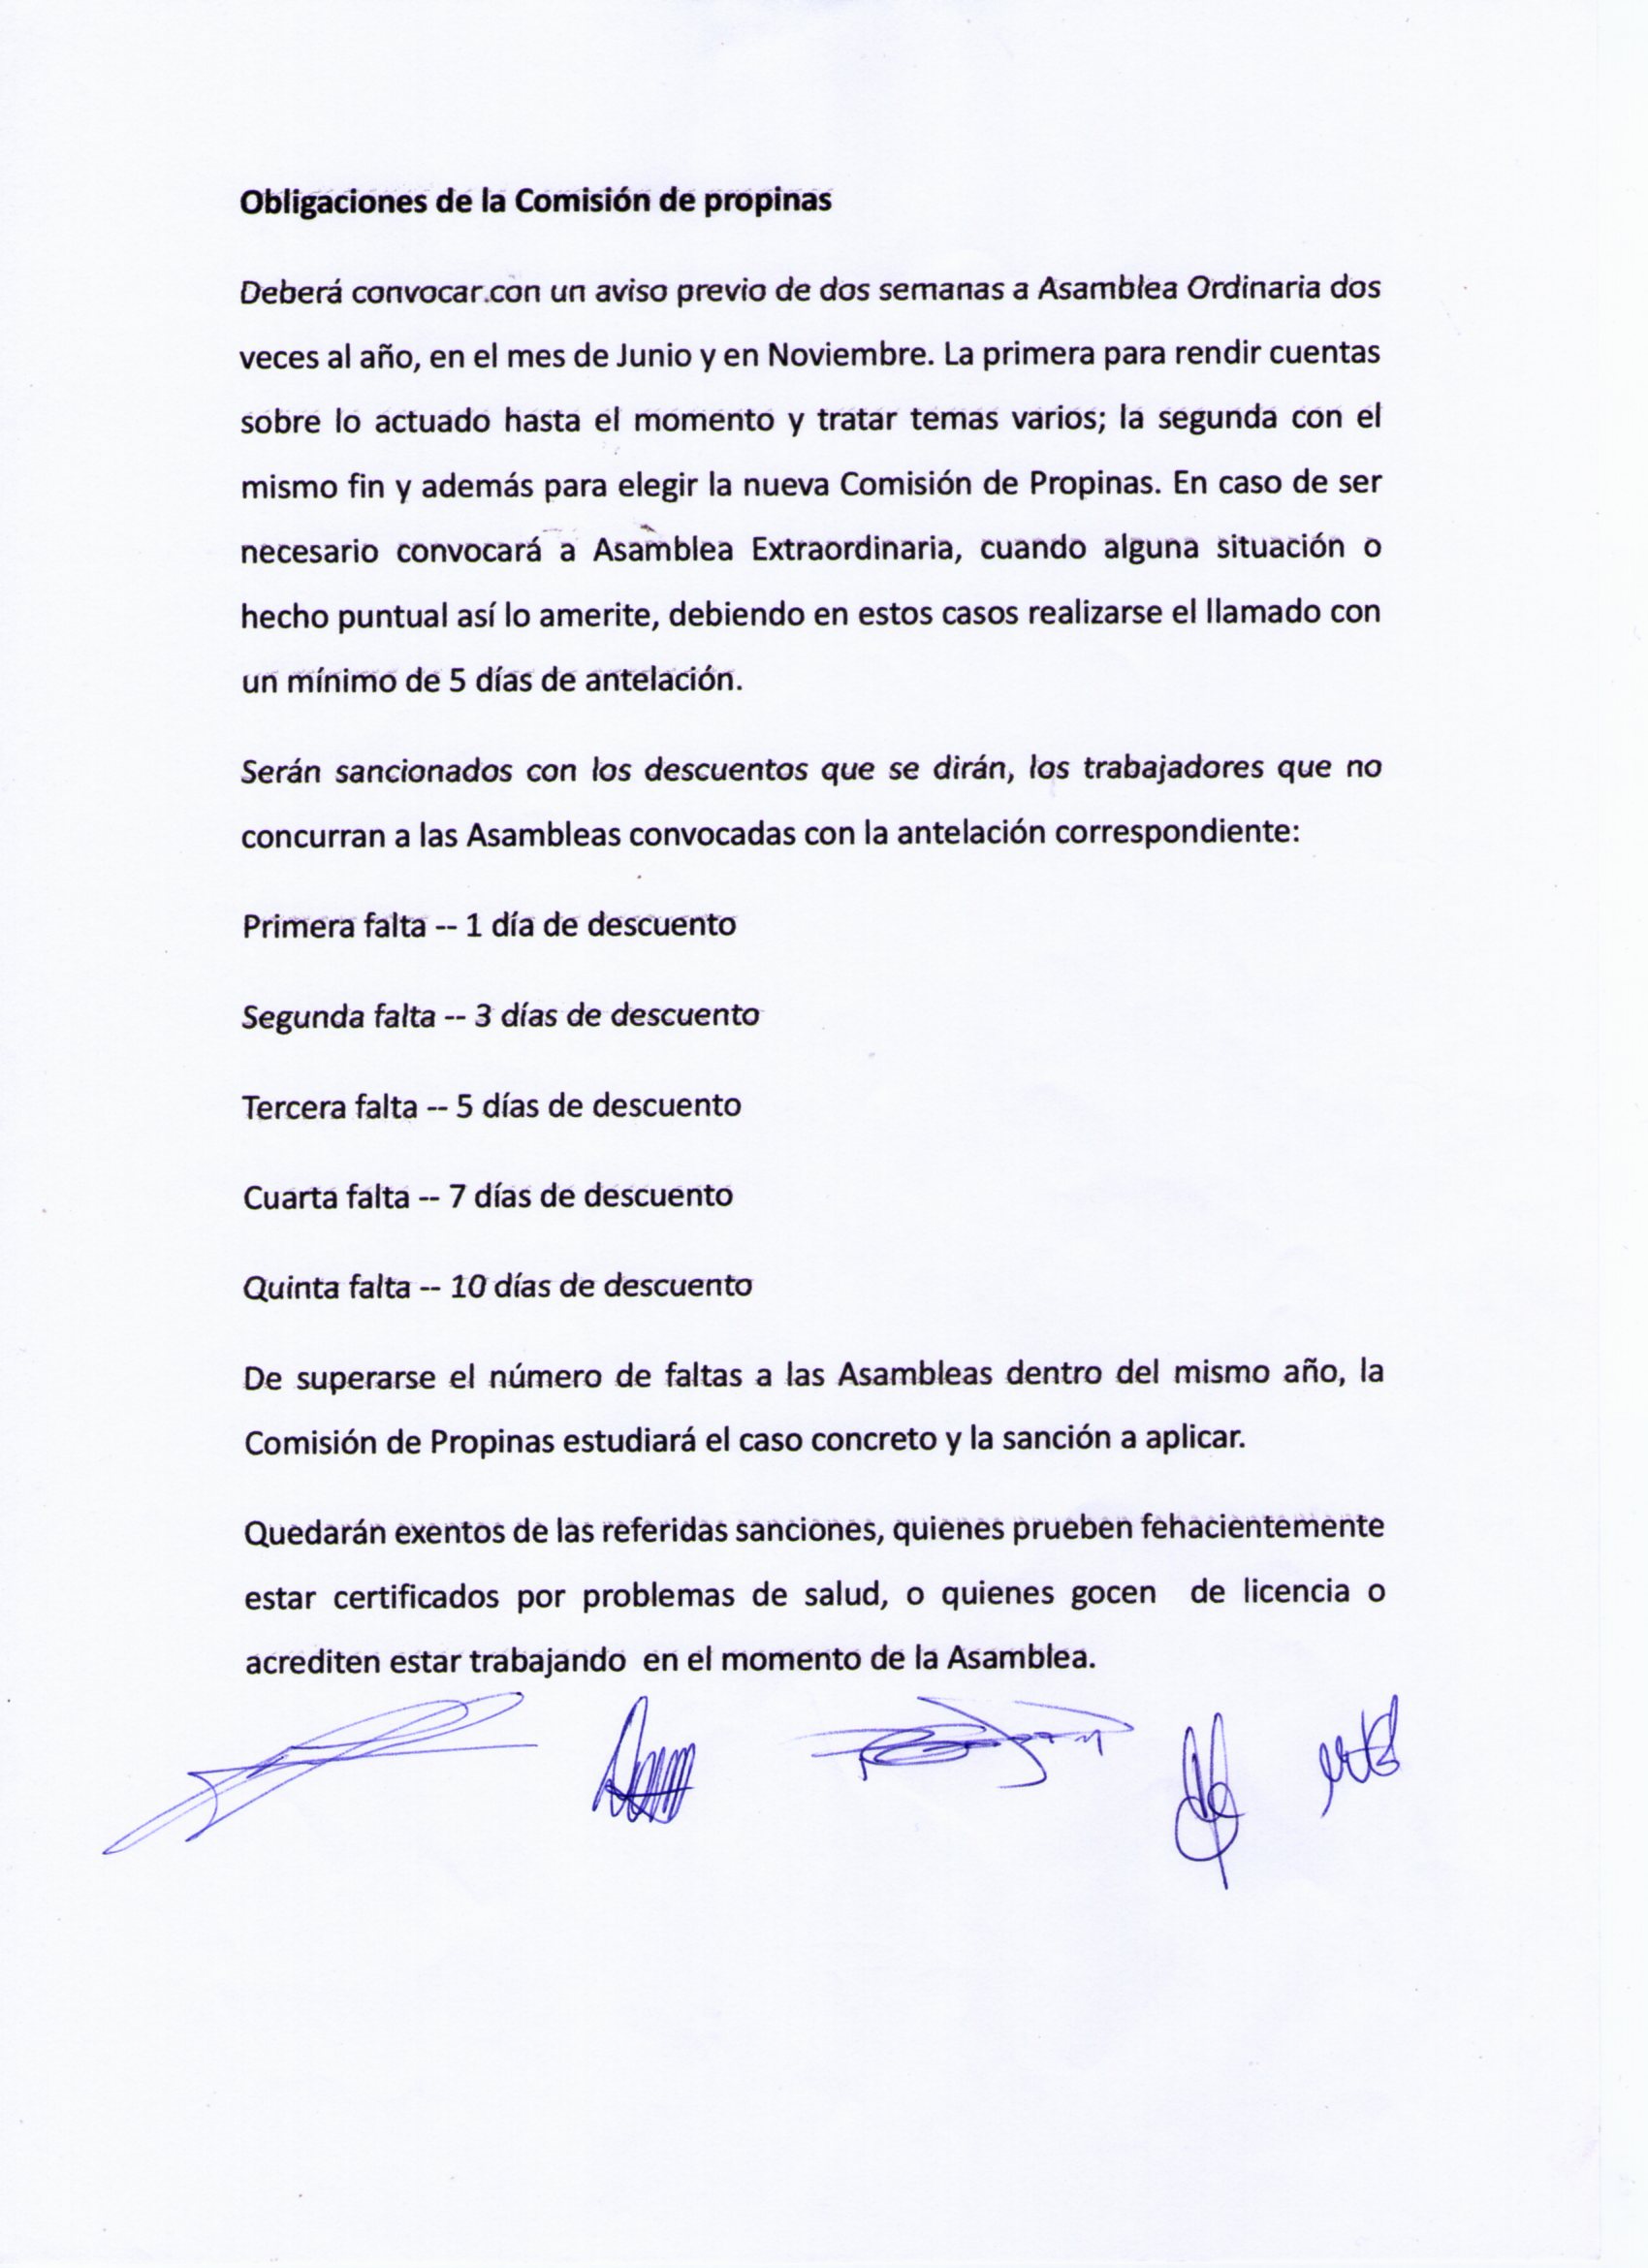 Obligaciones de la Comisión de propinas
Deberá convocar con un aviso previo de dos semanas a Asamblea Ordinaria dos
veces al año, en el mes de Junio y en Noviembre. La primera para rendir cuentas
sobre lo actuado hasta el momento y tratar temas varios; la segunda con el
mismo fin y además para elegir la nueva Comisión de Propinas. En caso de ser
necesario convocará a Asamblea Extraordinaria, cuando alguna situación o
hecho puntual así lo amerite, debiendo en estos casos realizarse el llamado con
un mínimo de 5 días de antelación.
Serán sancionados con los descuentos que se dirán, los trabajadores que no
concurran a las Asambleas convocadas con la antelación correspondiente:
Primera falta -- 1 día de descuento
Segunda falta -- 3 días de descuento
Tercera falta -- 5 días de descuento
Cuarta falta -- 7 días de descuento
Quinta falta -- 10 días de descuento
De superarse el número de faltas a las Asambleas dentro del mismo año, la
Comisión de Propinas estudiará el caso concreto y la sanción a aplicar.
Quedarán exentos de las referidas sanciones, quienes prueben fehacientemente
estar certificados por problemas de salud, o quienes gocen de licencia o
acrediten estar trabajando en el momento de la Asamblea.